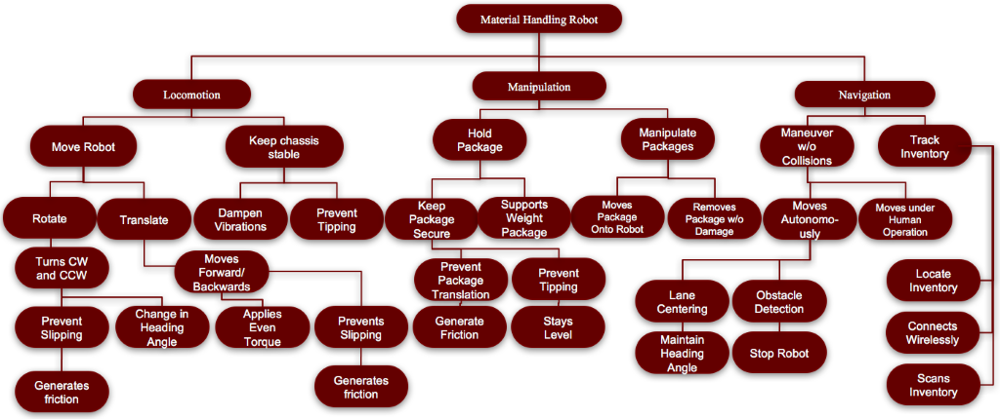 Material Handling Robot
Locomotion
Manipulation
Navigation
Move Robot
Keep chassis
stable
Hold
Package
Manipulate
Packages
Maneuver
w/o
Collisions
Track
Inventory
Rotate
Translate
Dampen
Vibrations
Prevent
Tipping
Keep
Package
Secure
Supports
Weight
Package
Moves
Package
Onto Robot
Removes
Package w/o
Damage
Moves
Autonomo-
usly
Moves under
Human
Operation
Turns CW
and CCW
Moves
Forward/
Backwards
Prevent
Package
Translation
Prevent
Tipping
Lane
Centering
Obstacle
Detection
Locate
Inventory
Prevent
Slipping
Change in
Heading
Angle
Applies
Even
Torque
Prevents
Slipping
Generate
Friction
Stays
Level
Maintain
Heading
Angle
Stop Robot
Connects
Wirelessly
Generates
friction
Generates
friction
Scans
Inventory